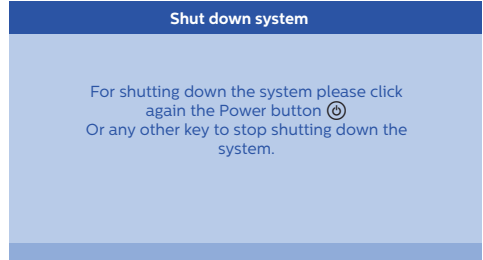 Shut down system
For shutting down the system please click
again the Power button
Or any other key to stop shutting down the
system.